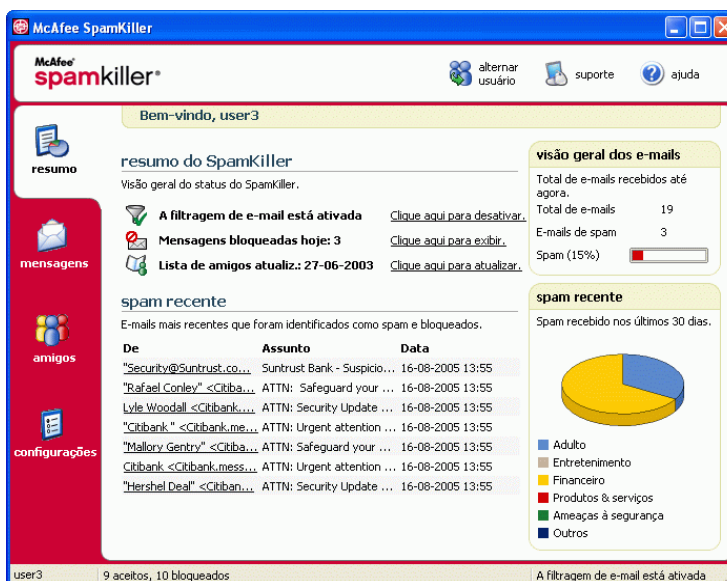 McAfee SpamKiller
McAfee®
spamkiller®
alternar usuário
suporte
ajuda
resumo
mensagens
amigos
configurações
Bem-vindo, user3
resumo do SpamKiller
Visão geral do status do SpamKiller.
A filtragem de e-mail está ativada Clique aqui para desativar.
Mensagens bloqueadas hoje: 3 Clique aqui para exibir.
Lista de amigos atualiz.: 27-06-2003 Clique aqui para atualizar.
spam recente
E-mails mais recentes que foram identificados como spam e bloqueados.
De Assunto Data
"Security@Suntrust.co... Suntrust Bank - Suspicio... 16-08-2005 13:55
"Rafael Conley" <Citiba... ATTN: Safeguard your ... 16-08-2005 13:55
Lyle Woodall <Citibank.... ATTN: Security Update ... 16-08-2005 13:55
"Citibank " <Citibank.me... ATTN: Urgent attention ... 16-08-2005 13:55
"Mallory Gentry" <Citiba... ATTN: Safeguard your ... 16-08-2005 13:55
Citibank <Citibank.mess... ATTN: Urgent attention ... 16-08-2005 13:55
"Hershel Deal" <Citiban... ATTN: Security Update ... 16-08-2005 13:55
visão geral dos e-mails
Total de e-mails recebidos até
agora.
Total de e-mails 19
E-mails de spam 3
Spam (15%)
spam recente
Spam recebido nos últimos 30 dias.
Adulto
Entretenimento
Financeiro
Produtos & serviços
Ameaças à segurança
Outros
user3 9 aceitos, 10 bloqueados A filtragem de e-mail está ativada